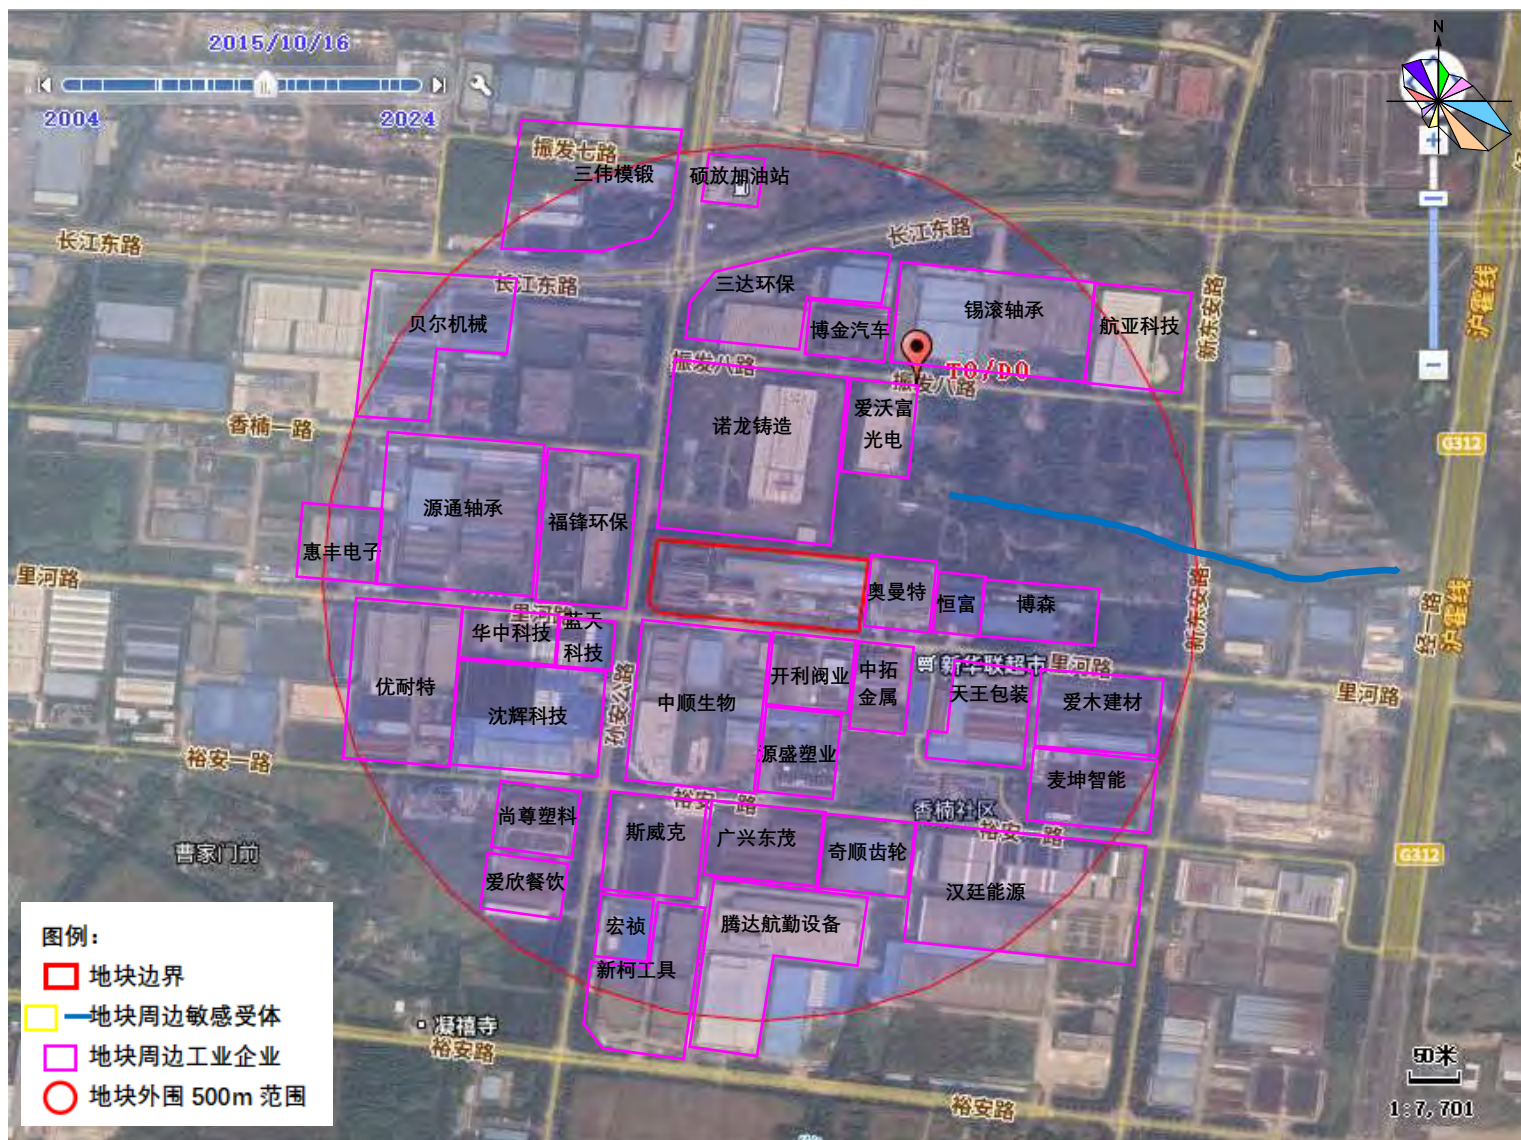 2015/10/16
2004
2024
N
振发七路
三伟模锻
硕放加油站
长江东路
长江东路
长江东路
三达环保
博金汽车
锡滚轴承
航亚科技
新东安路
沪霍线
贝尔机械
振发八路
TO/DO
振发八路
诺龙铸造
爱沃富
光电
香楠一路
G312
源通轴承
福锋环保
惠丰电子
里河路
里河路
奥曼特
恒富
博森
新东安路
经一路
沪霍线
华中科技
蓝天
科技
优耐特
沈辉科技
孙安公路
中顺生物
开利阀业
中拓
金属
新华联超市
里河路
里河路
天王包装
爱木建材
源盛塑业
麦坤智能
裕安一路
裕安一路
香楠社区
裕安一路
尚尊塑料
斯威克
广兴东茂
奇顺齿轮
G312
曹家门前
爱欣餐饮
汉廷能源
宏祯
腾达航勤设备
新柯工具
凝禧寺
裕安路
裕安路
图例：
地块边界
地块周边敏感受体
地块周边工业企业
地块外围 500m 范围
50米
1:7,701